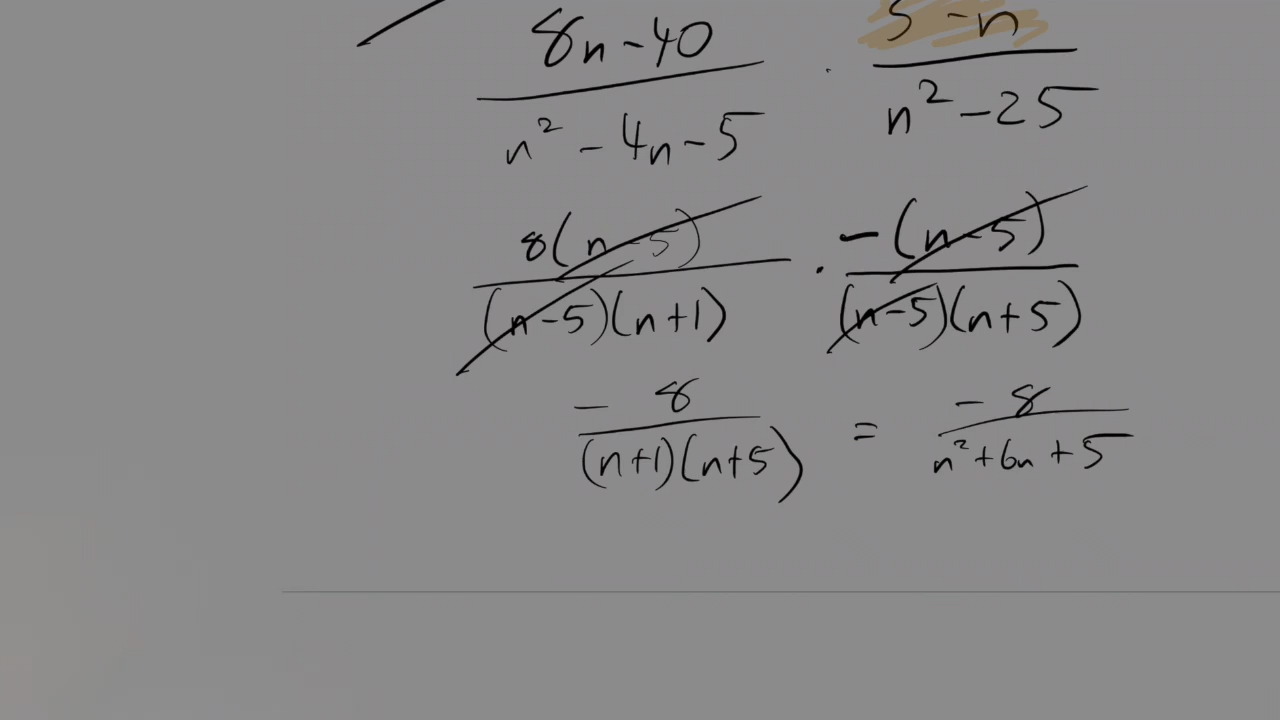 8n-40 / n²-4n-5 · 5-n / n²-25
8(n-5) / (n-5)(n+1) · -(n-5) / (n-5)(n+5)
- 8 / (n+1)(n+5) = - 8 / n²+6n+5